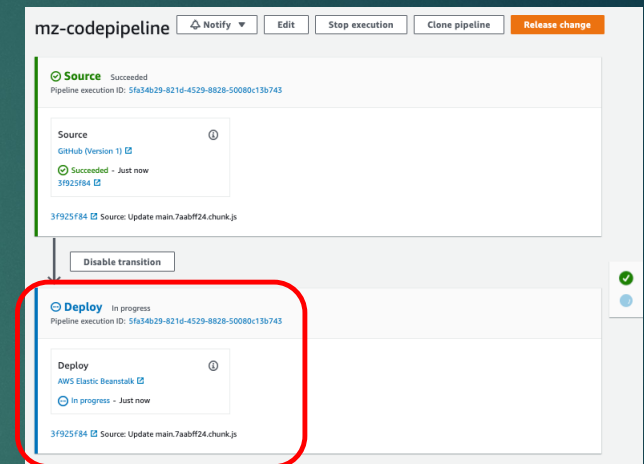 mz-codepipeline Notify Edit Stop execution Clone pipeline Release change
Source Succeeded
Pipeline execution ID: 5fa34b29-821d-4529-8828-50080c13b743
Source
GitHub (Version 1)
Succeeded - Just now
3f925f84
3f925f84 Source: Update main.7aabff24.chunk.js
Disable transition
Deploy In progress
Pipeline execution ID: 5fa34b29-821d-4529-8828-50080c13b743
Deploy
AWS Elastic Beanstalk
In progress - Just now
3f925f84 Source: Update main.7aabff24.chunk.js